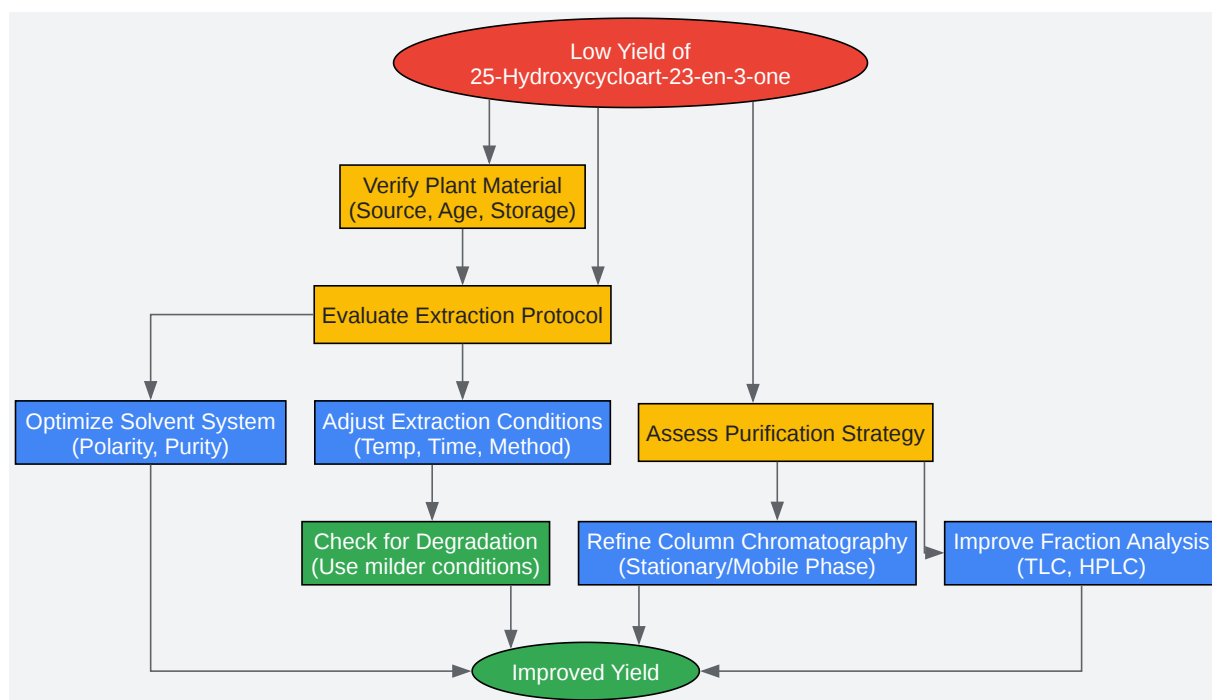 Low Yield of
25-Hydroxycycloart-23-en-3-one
Verify Plant Material
(Source, Age, Storage)
Evaluate Extraction Protocol
Optimize Solvent System
(Polarity, Purity)
Adjust Extraction Conditions
(Temp, Time, Method)
Assess Purification Strategy
Check for Degradation
(Use milder conditions)
Refine Column Chromatography
(Stationary/Mobile Phase)
Improve Fraction Analysis
(TLC, HPLC)
Improved Yield